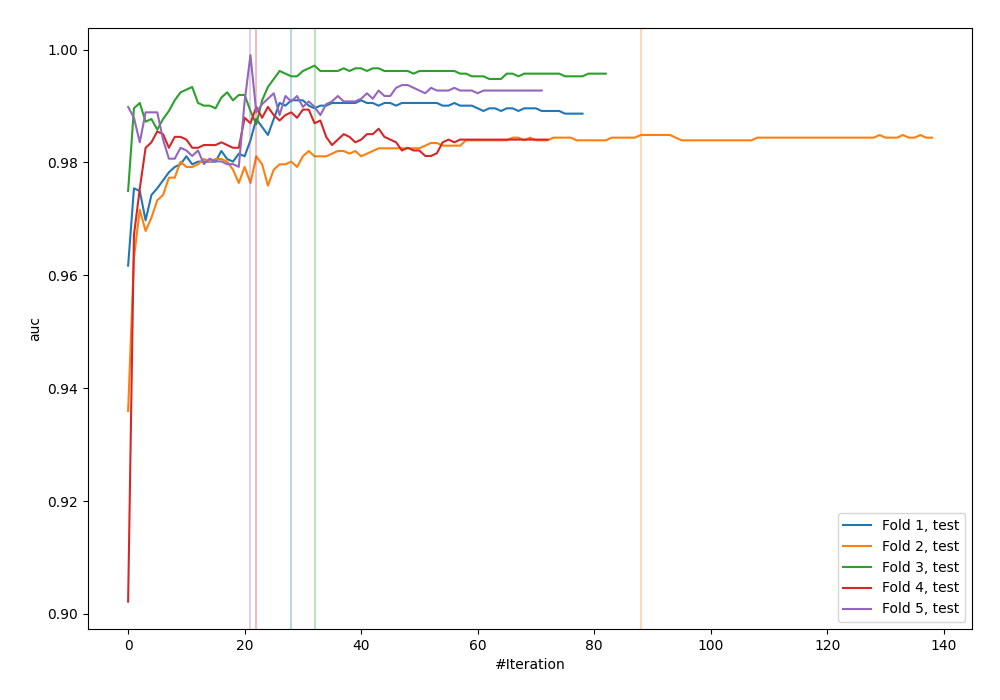 1.00
0.98
0.96
0.94
0.92
0.90
auc
0 20 40 60 80 100 120 140
#Iteration
Fold 1, test
Fold 2, test
Fold 3, test
Fold 4, test
Fold 5, test